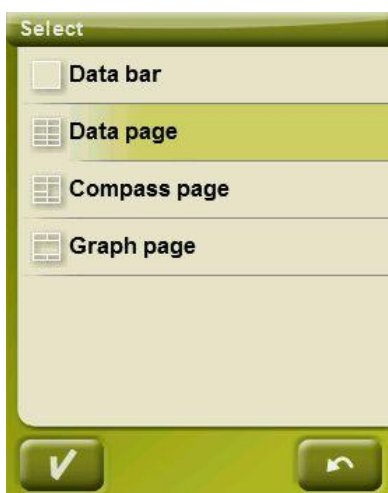 Select
Data bar
Data page
Compass page
Graph page